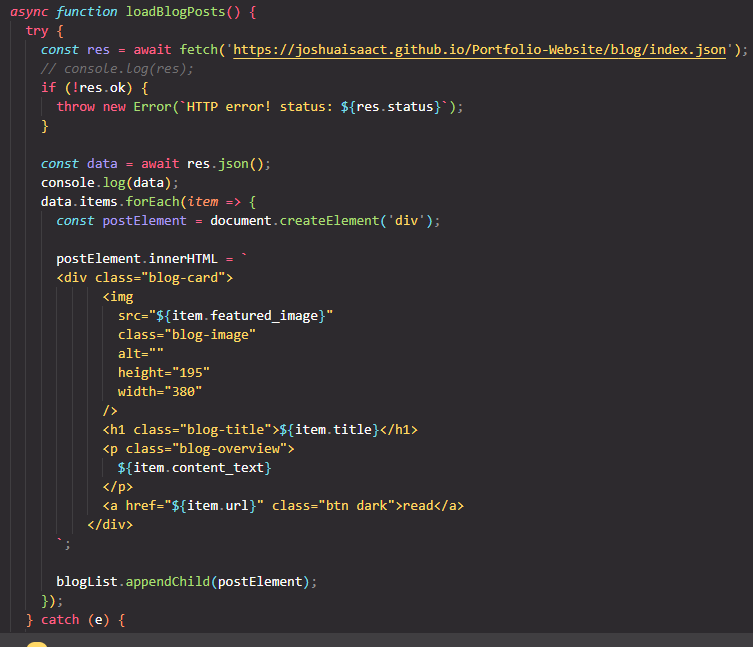 async function loadBlogPosts() {
try {
const res = await fetch('https://joshuaisaact.github.io/Portfolio-Website/blog/index.json');
// console.log(res);
if (!res.ok) {
throw new Error(`HTTP error! status: ${res.status}`);
}
const data = await res.json();
console.log(data);
data.items.forEach(item => {
const postElement = document.createElement('div');
postElement.innerHTML = `
<div class="blog-card">
<img
src="${item.featured_image}"
class="blog-image"
alt=""
height="195"
width="380"
/>
<h1 class="blog-title">${item.title}</h1>
<p class="blog-overview">
${item.content_text}
</p>
<a href="${item.url}" class="btn dark">read</a>
</div>
`;
blogList.appendChild(postElement);
});
} catch (e) {